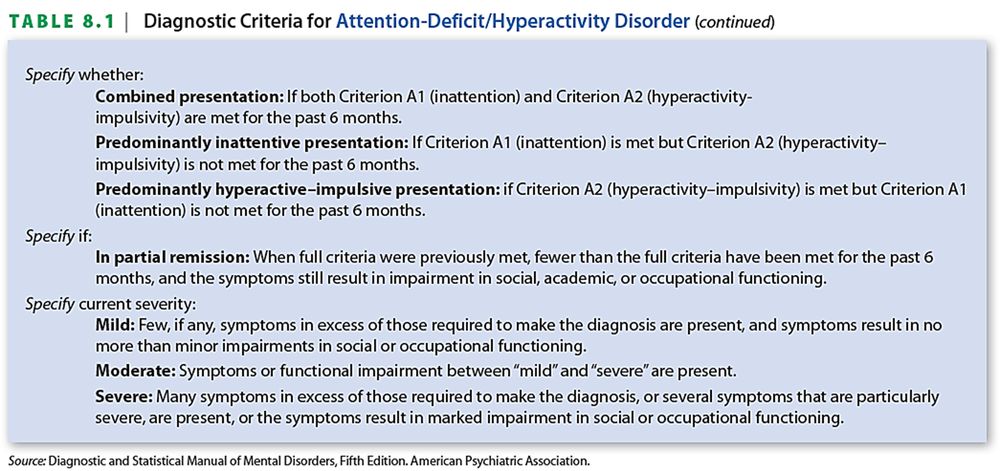 TABLE 8.1 | Diagnostic Criteria for Attention-Deficit/Hyperactivity Disorder (continued)
Specify whether:
Combined presentation: If both Criterion A1 (inattention) and Criterion A2 (hyperactivity-
impulsivity) are met for the past 6 months.
Predominantly inattentive presentation: If Criterion A1 (inattention) is met but Criterion A2 (hyperactivity–
impulsivity) is not met for the past 6 months.
Predominantly hyperactive–impulsive presentation: if Criterion A2 (hyperactivity–impulsivity) is met but Criterion A1
(inattention) is not met for the past 6 months.
Specify if:
In partial remission: When full criteria were previously met, fewer than the full criteria have been met for the past 6
months, and the symptoms still result in impairment in social, academic, or occupational functioning.
Specify current severity:
Mild: Few, if any, symptoms in excess of those required to make the diagnosis are present, and symptoms result in no
more than minor impairments in social or occupational functioning.
Moderate: Symptoms or functional impairment between “mild” and “severe” are present.
Severe: Many symptoms in excess of those required to make the diagnosis, or several symptoms that are particularly
severe, are present, or the symptoms result in marked impairment in social or occupational functioning.
Source: Diagnostic and Statistical Manual of Mental Disorders, Fifth Edition. American Psychiatric Association.